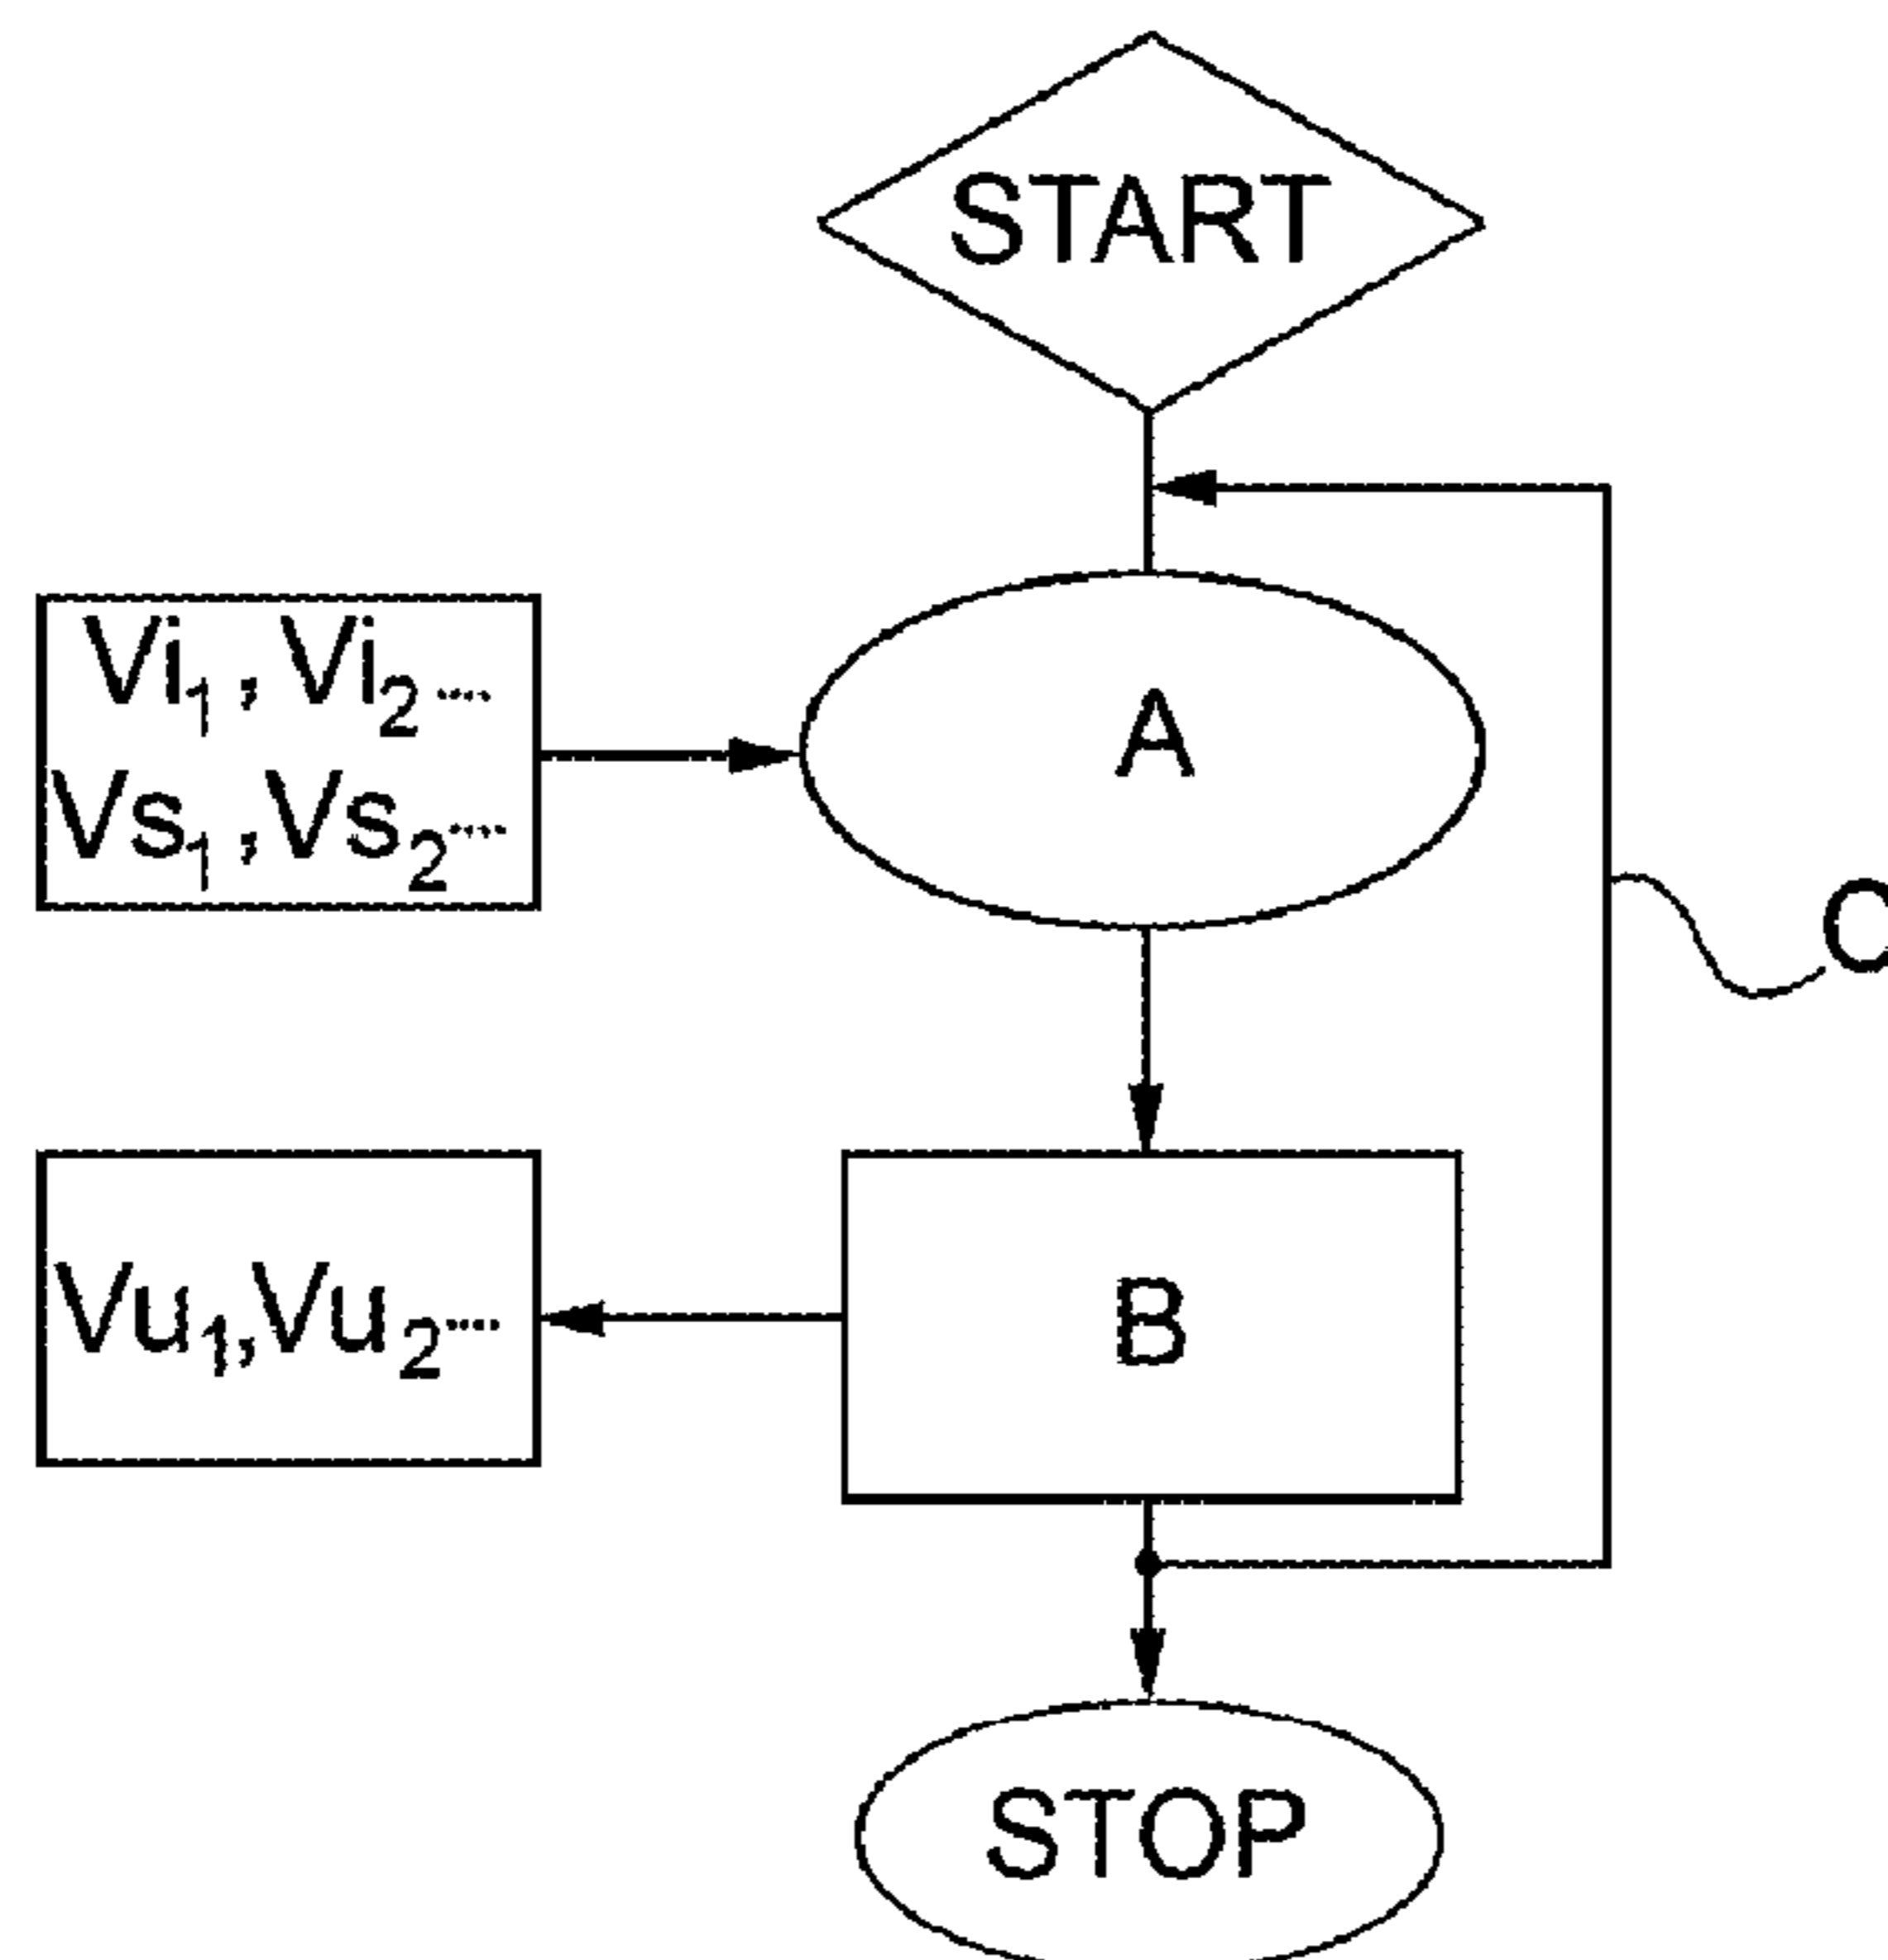 START
Vi₁,Vi₂....
Vs₁,Vs₂....
A
Vu₁,Vu₂....
B
STOP